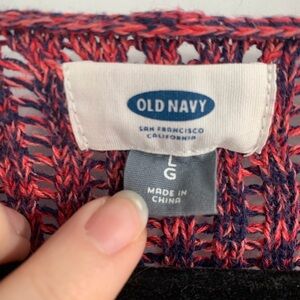 OLD NAVY
SAN FRANCISCO
CALIFORNIA
L
G
MADE IN
CHINA